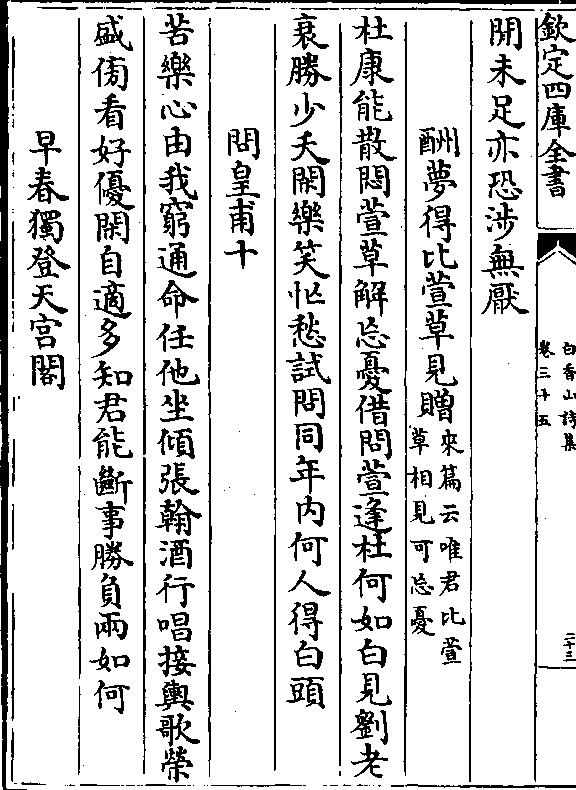 欽定四庫全書
白香山詩集
卷三十五
二十三
開未足亦恐涉無厭
酬夢得比萱草見贈來篇云唯君比萱
草相見可忘憂
杜康能散悶萱草解忘憂借問萱逢杜何如白見劉老
衰勝少夭閑樂笑忙愁試問同年内何人得白頭
問皇甫十
苦樂心由我窮通命任他坐傾張翰酒行唱接輿歌榮
盛傍看好優閑自適多知君能斷事勝負兩如何
早春獨登天宫閣